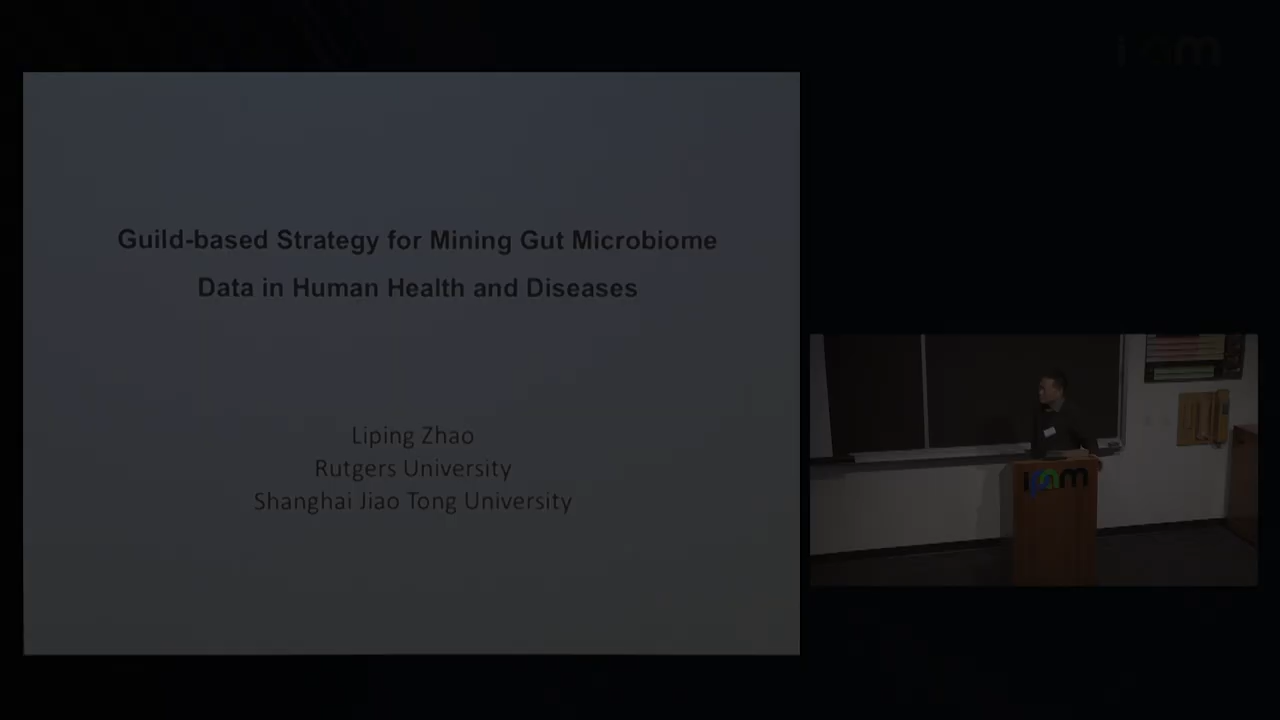 Guild-based Strategy for Mining Gut Microbiome
Data in Human Health and Diseases
Liping Zhao
Rutgers University
Shanghai Jiao Tong University
ipam